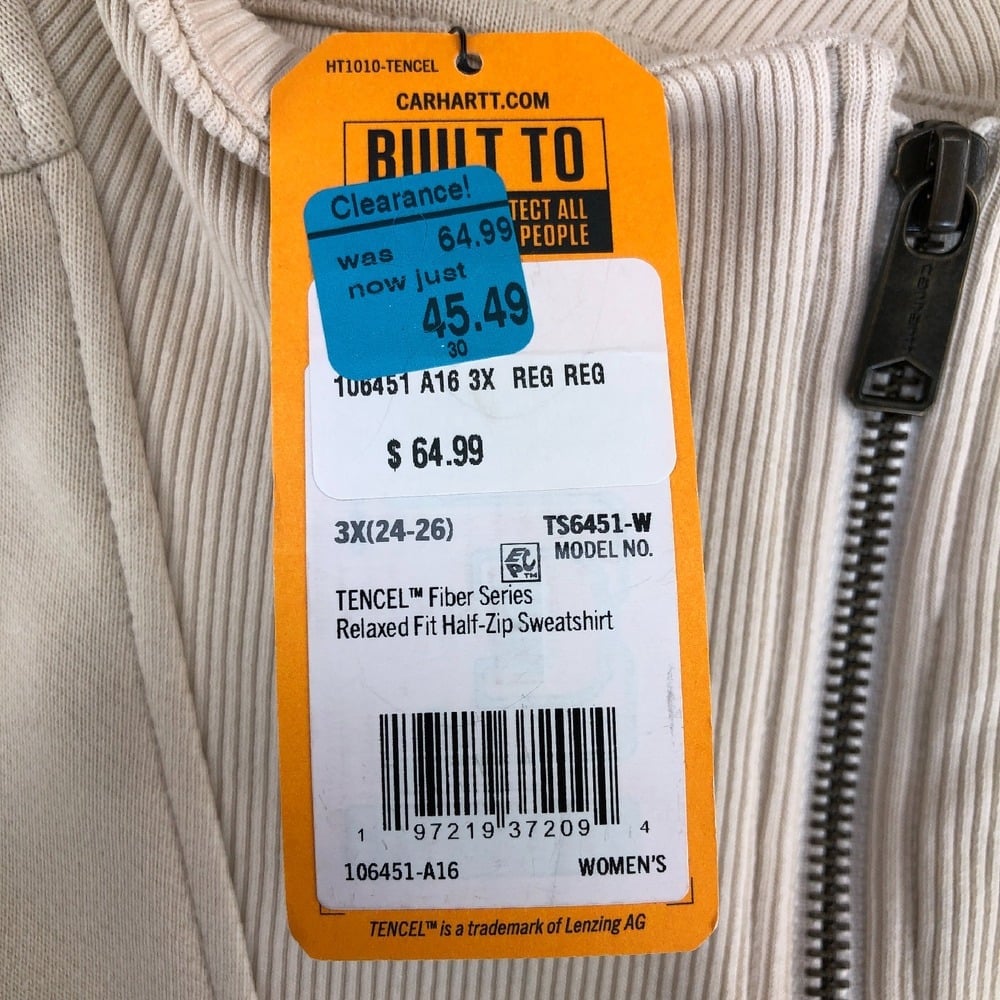 HT1010-TENCEL
CARHARTT.COM
BUILT TO
TECT ALL
PEOPLE
Clearance!
was 64.99
now just
45.49
30
106451 A16 3X REG REG
$ 64.99
3X(24-26)
TS6451-W
MODEL NO.
EPC™
TENCEL™ Fiber Series
Relaxed Fit Half-Zip Sweatshirt
1 97219 37209 4
106451-A16
WOMEN'S
TENCEL™ is a trademark of Lenzing AG
carhartt